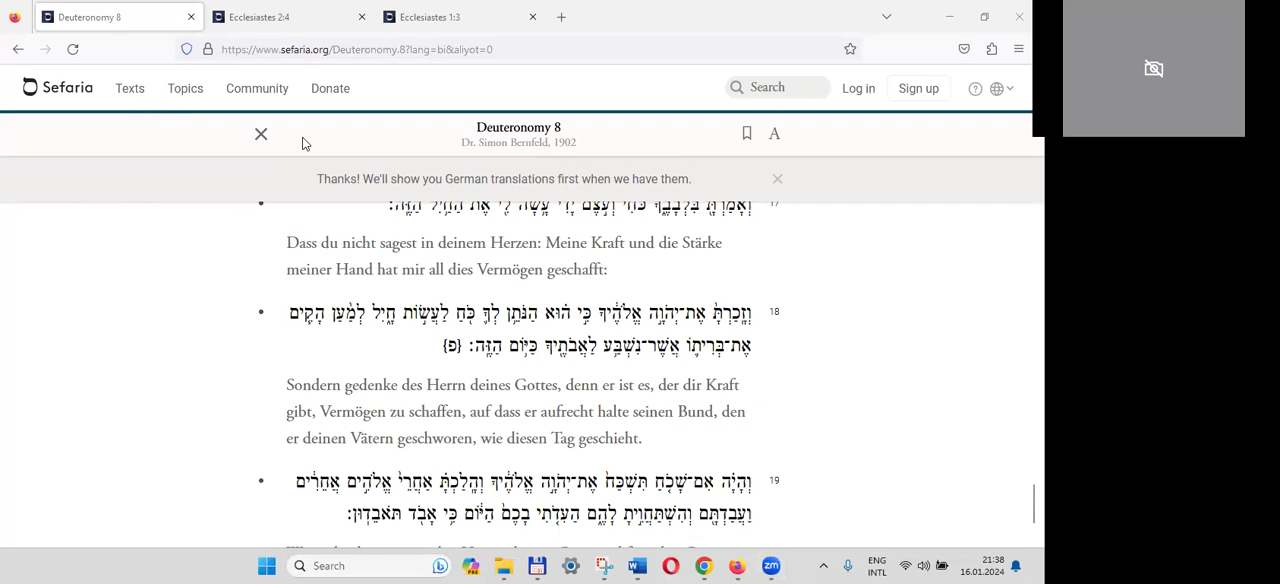 Deuteronomy 8
Ecclesiastes 2:4
Ecclesiastes 1:3
https://www.sefaria.org/Deuteronomy.8?lang=bi&aliyot=0
Sefaria
Texts
Topics
Community
Donate
Search
Log in
Sign up
Deuteronomy 8
Dr. Simon Bernfeld, 1902
A
Thanks! We'll show you German translations first when we have them.
17
וְאָמַרְתָּ֖ בִּלְבָבֶ֑ךָ כֹּחִי֙ וְעֹ֣צֶם יָדִ֔י עָ֥שָׂה לִ֖י אֶת־הַחַ֥יִל הַזֶּֽה׃
Dass du nicht sagest in deinem Herzen: Meine Kraft und die Stärke
meiner Hand hat mir all dies Vermögen geschafft:
18
וְזָֽכַרְתָּ֙ אֶת־יְהֹוָ֣ה אֱלֹהֶ֔יךָ כִּ֣י ה֗וּא הַנֹּתֵ֥ן לְךָ֛ כֹּ֖חַ לַעֲשׂ֣וֹת חָ֑יִל לְמַ֨עַן הָקִ֧ים
אֶת־בְּרִית֛וֹ אֲשֶׁר־נִשְׁבַּ֥ע לַאֲבֹתֶ֖יךָ כַּיּ֥וֹם הַזֶּֽה׃ {פ}
Sondern gedenke des Herrn deines Gottes, denn er ist es, der dir Kraft
gibt, Vermögen zu schaffen, auf dass er aufrecht halte seinen Bund, den
er deinen Vätern geschworen, wie diesen Tag geschieht.
19
וְהָיָ֗ה אִם־שָׁכֹ֤חַ תִּשְׁכַּח֙ אֶת־יְהֹוָ֣ה אֱלֹהֶ֔יךָ וְהָֽלַכְתָּ֗ אַחֲרֵי֙ אֱלֹהִ֣ים אֲחֵרִ֔ים
וַעֲבַדְתָּ֖ם וְהִשְׁתַּחֲוִ֣יתָ לָהֶ֑ם הַעִדֹ֤תִי בָכֶם֙ הַיּ֔וֹם כִּ֥י אָבֹ֖ד תֹּאבֵדֽוּן׃
Search
ENG
INTL
21:38
16.01.2024